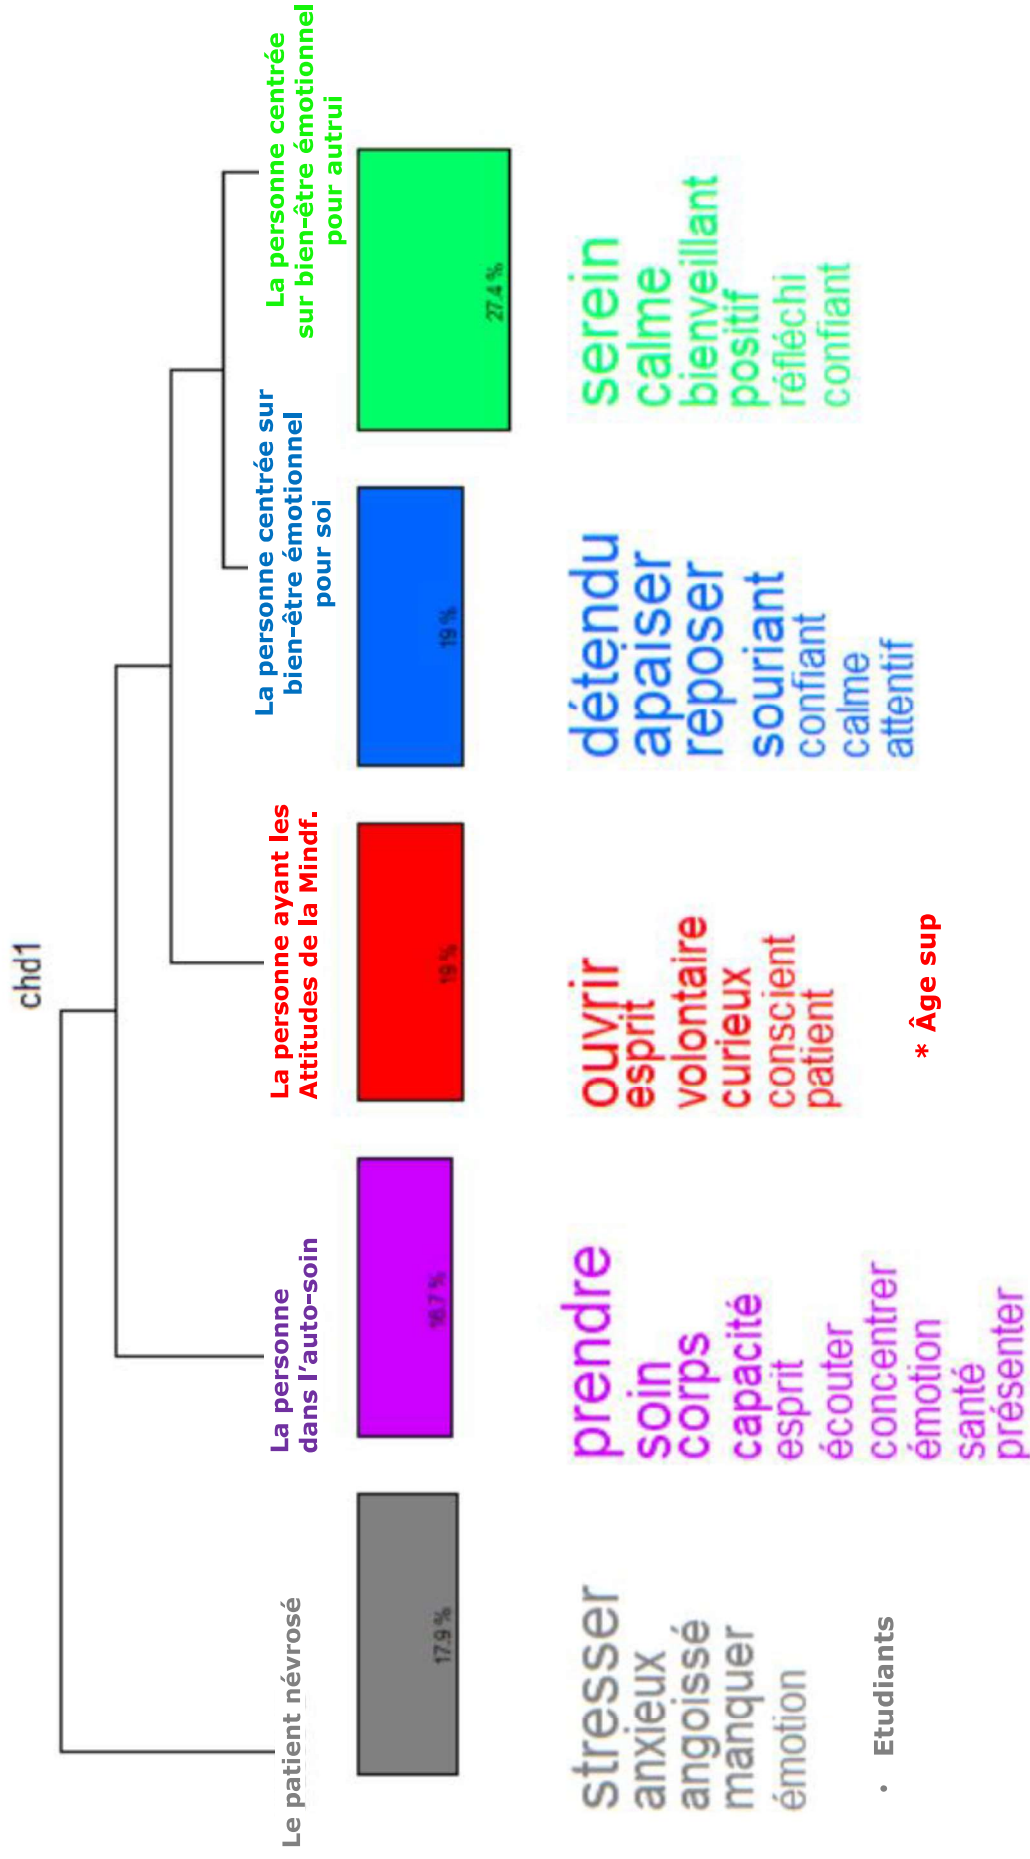 chd1
Le patient névrosé
La personne
dans l’auto-soin
La personne ayant les
Attitudes de la Mindf.
La personne centrée sur
bien-être émotionnel
pour soi
La personne centrée
sur bien-être émotionnel
pour autrui
17.9 %
16.7 %
19 %
19 %
27.4 %
stresser
anxieux
angoissé
manquer
émotion
• Etudiants
prendre
soin
corps
capacité
esprit
écouter
concentrer
émotion
santé
présenter
ouvrir
esprit
volontaire
curieux
conscient
patient
* Âge sup
détendu
apaiser
reposer
souriant
confiant
calme
attentif
serein
calme
bienveillant
positif
réfléchi
confiant